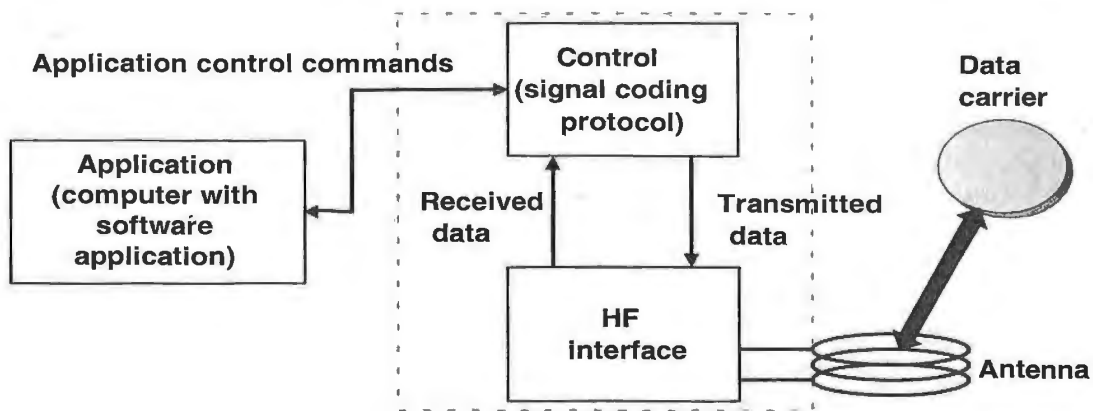 Application control commands
Control
(signal coding
protocol)
Data
carrier
Application
(computer with
software
application)
Received
data
Transmitted
data
HF
interface
Antenna